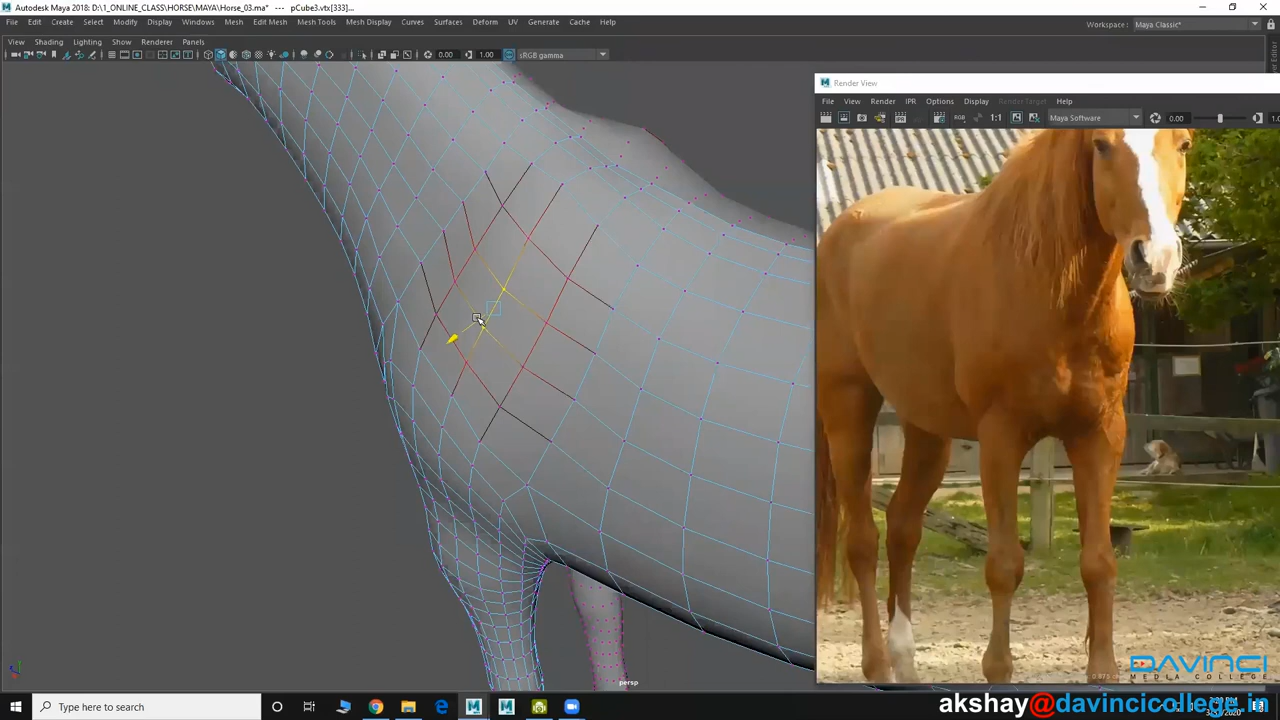 Autodesk Maya 2018: D:\1_ONLINE_CLASS\HORSE\MAYA\Horse_03.ma* --- pCube3.vtx[333]...
File Edit Create Select Modify Display Windows Mesh Edit Mesh Mesh Tools Mesh Display Curves Surfaces Deform UV Generate Cache Help
Workspace: Maya Classic*
View Shading Lighting Show Renderer Panels
0.00 1.00 sRGB gamma
Render View
File View Render IPR Options Display Render Target Help
RGB 1:1 Maya Software 0.00
persp
DAVINCI
MEDIA COLLEGE
Type here to search
akshay@davincicollege.in